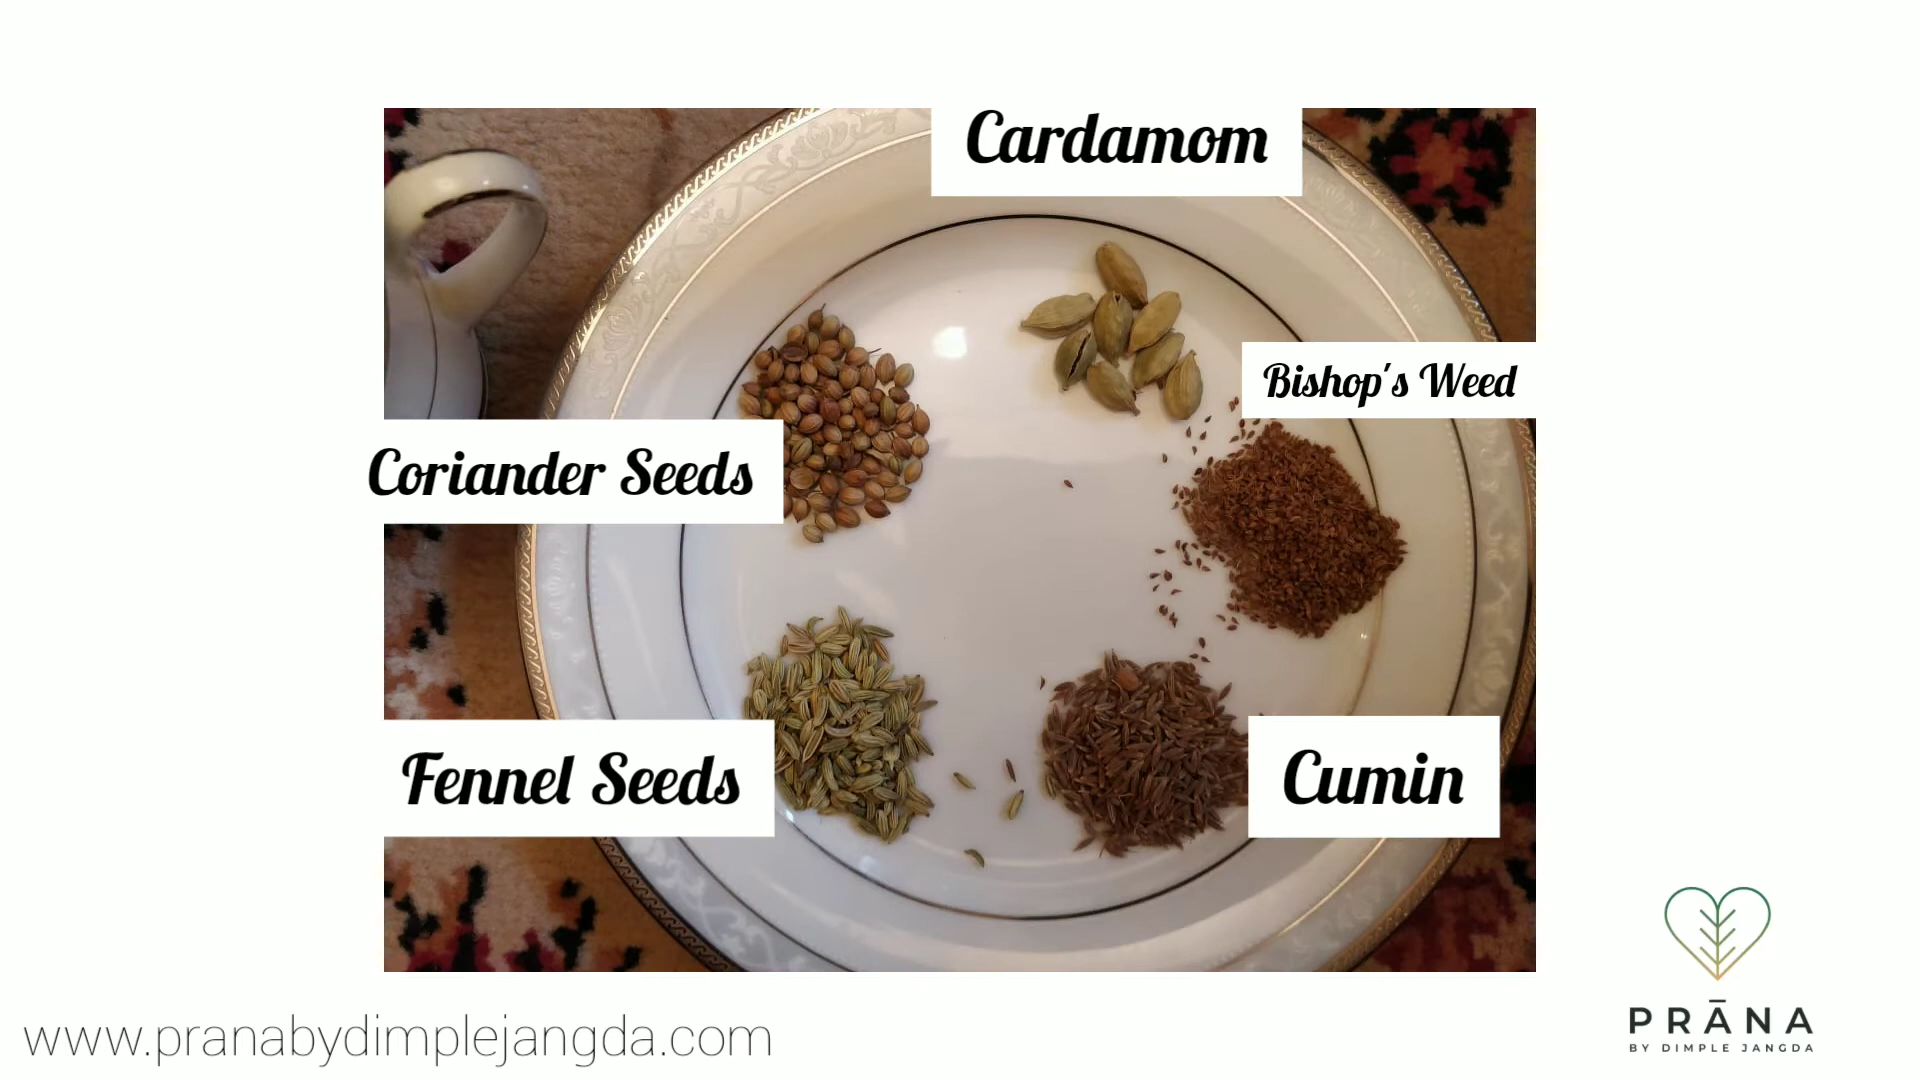 Cardamom
Bishop's Weed
Coriander Seeds
Fennel Seeds
Cumin
www.pranabydimplejangda.com
PRĀNA
BY DIMPLE JANGDA